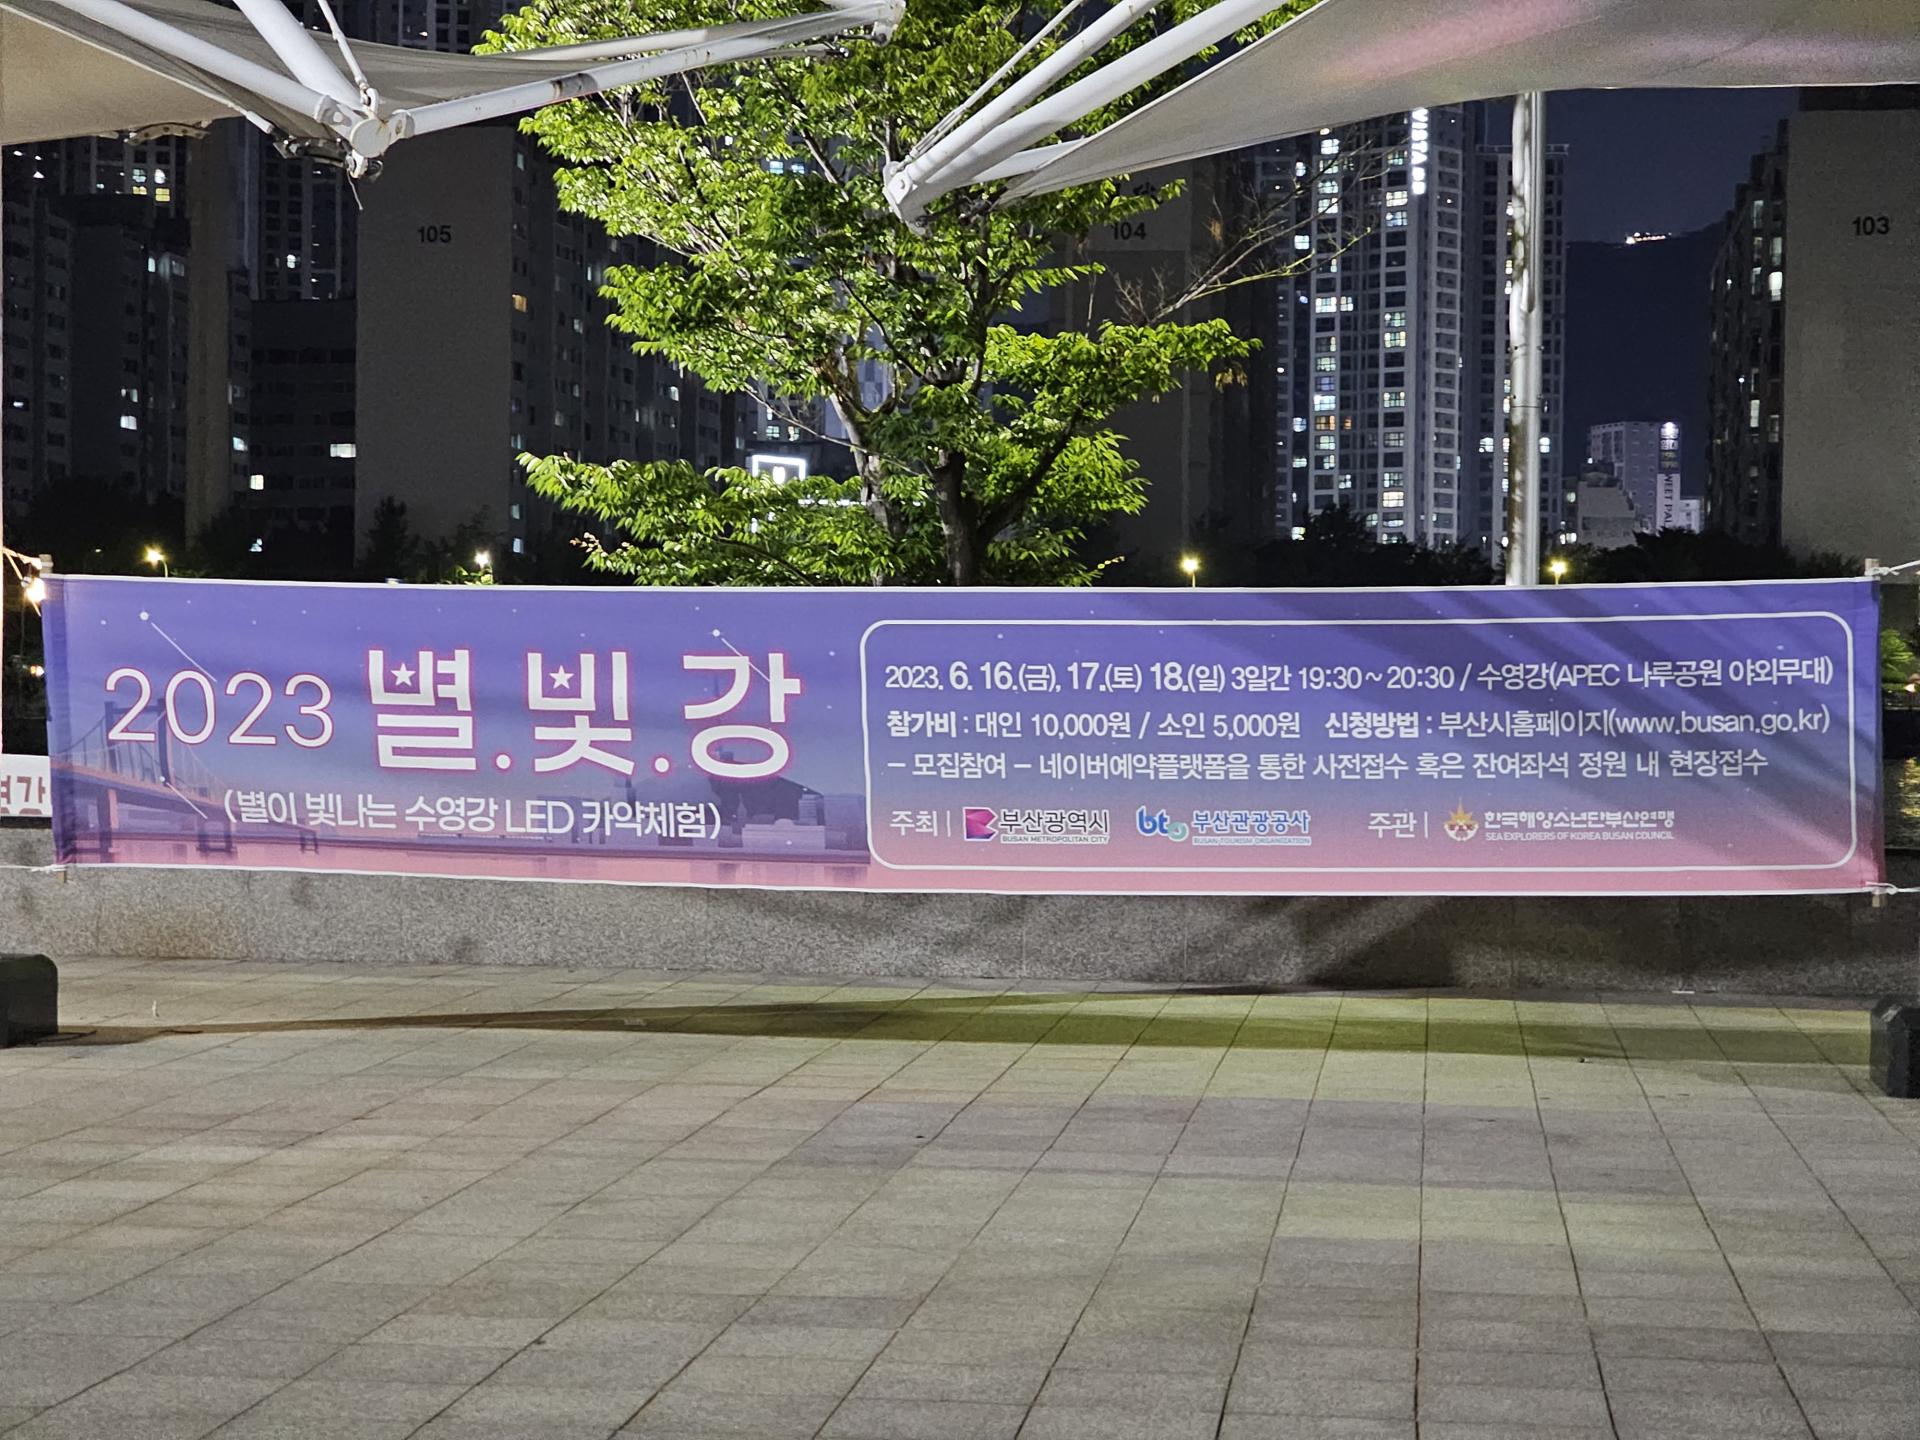 VISTA
105
104
103
2023 별.빛.강
(별이 빛나는 수영강 LED 카약체험)
2023. 6. 16.(금), 17.(토) 18.(일) 3일간 19:30~20:30 / 수영강(APEC 나루공원 야외무대)
참가비 : 대인 10,000원 / 소인 5,000원 신청방법 : 부산시홈페이지(www.busan.go.kr)
– 모집참여 – 네이버예약플랫폼을 통한 사전접수 혹은 잔여좌석 정원 내 현장접수
주최 | 부산광역시 BUSAN METROPOLITAN CITY bto 부산관광공사 BUSAN TOURISM ORGANIZATION 주관 | 한국해양소년단부산연맹 SEA EXPLORERS OF KOREA BUSAN COUNCIL